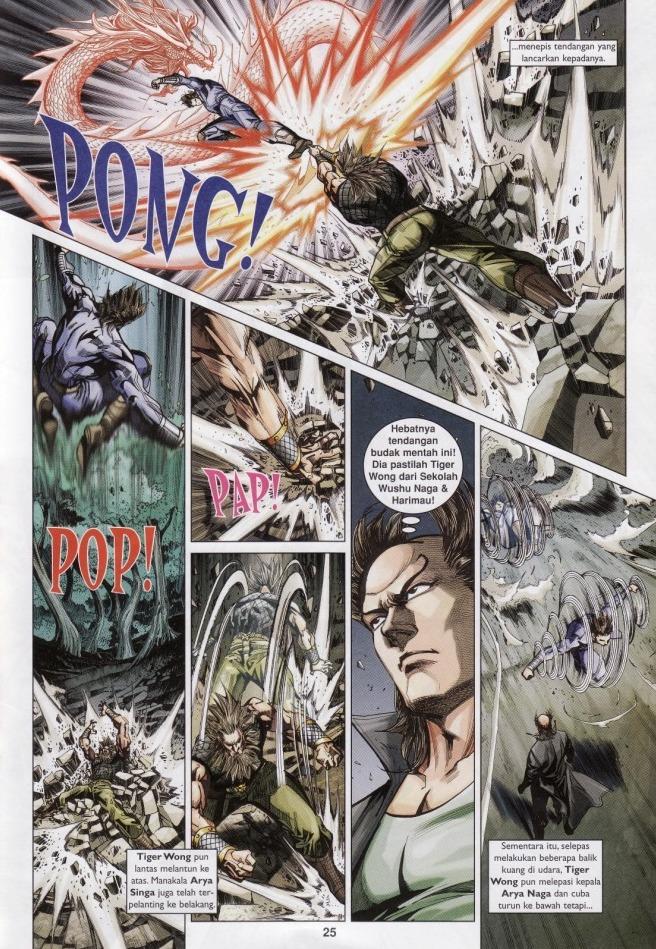 ...menepis tendangan yang
lancarkan kepadanya.
PONG!
POP!
Tiger Wong pun
lantas melantun ke
atas. Manakala Arya
Singa juga telah ter-
pelanting ke belakang.
PAP!
Hebatnya
tendangan
budak mentah ini!
Dia pastilah Tiger
Wong dari Sekolah
Wushu Naga &
Harimau!
Sementara itu, selepas
melakukan beberapa balik
kuang di udara, Tiger
Wong pun melepasi kepala
Arya Naga dan cuba
turun ke bawah tetapi...
25